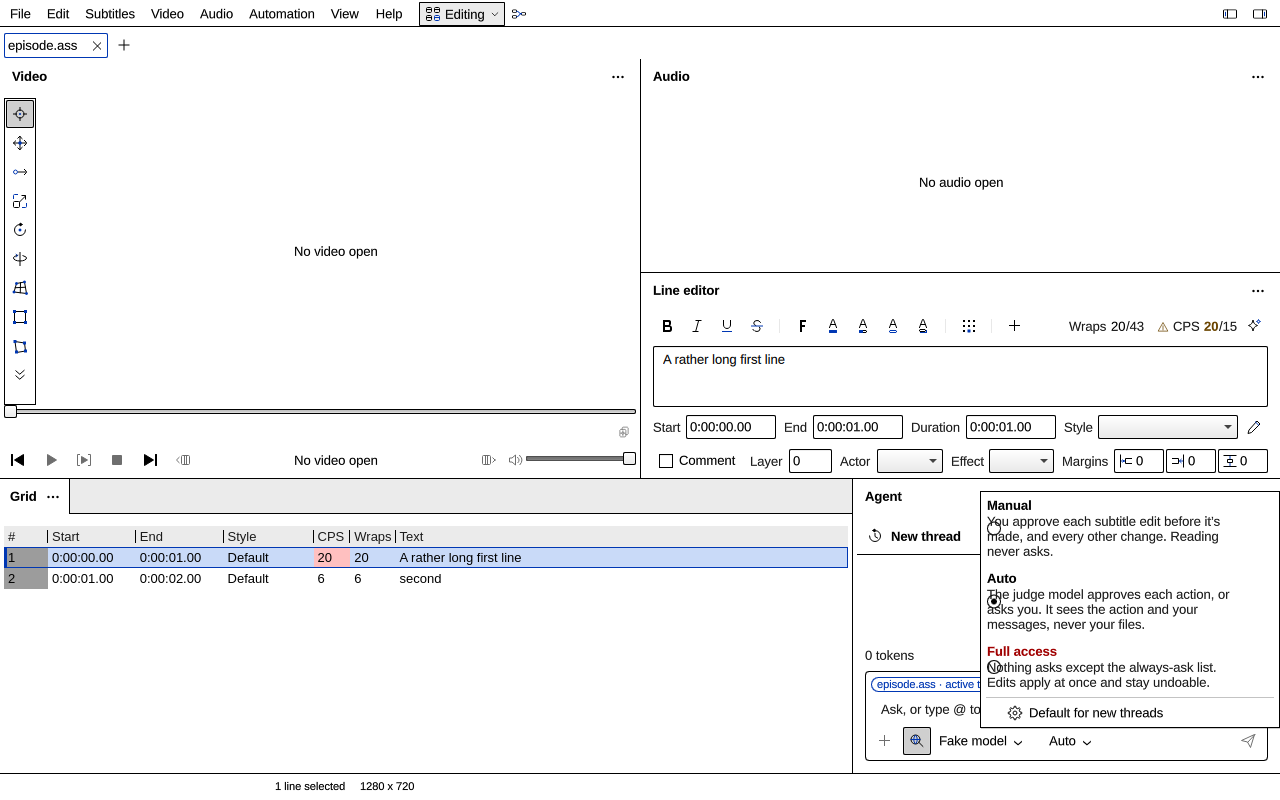 File Edit Subtitles Video Audio Automation View Help Editing
episode.ass
Video
Audio
No video open
No audio open
Line editor
B I U S F A A A A Wraps 20/43 CPS 20/15
A rather long first line
Start 0:00:00.00 End 0:00:01.00 Duration 0:00:01.00 Style
No video open
Comment Layer 0 Actor Effect Margins 0 0 0
Grid
# Start End Style CPS Wraps Text
1 0:00:00.00 0:00:01.00 Default 20 20 A rather long first line
2 0:00:01.00 0:00:02.00 Default 6 6 second
Agent
New thread
Manual
You approve each subtitle edit before it's
made, and every other change. Reading
never asks.
Auto
The judge model approves each action, or
asks you. It sees the action and your
messages, never your files.
Full access
Nothing asks except the always-ask list.
Edits apply at once and stay undoable.
Default for new threads
0 tokens
episode.ass · active t
Ask, or type @ to
Fake model Auto
1 line selected 1280 x 720